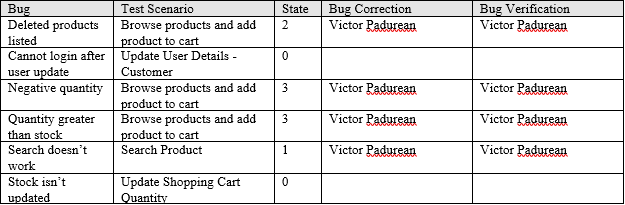 Bug Test Scenario State Bug Correction Bug Verification
Deleted products Browse products and add 2 Victor Padurean Victor Padurean
listed product to cart
Cannot login after Update User Details - 0
user update Customer
Negative quantity Browse products and add 3 Victor Padurean Victor Padurean
product to cart
Quantity greater Browse products and add 3 Victor Padurean Victor Padurean
than stock product to cart
Search doesn’t Search Product 1 Victor Padurean Victor Padurean
work
Stock isn’t Update Shopping Cart 0
updated Quantity